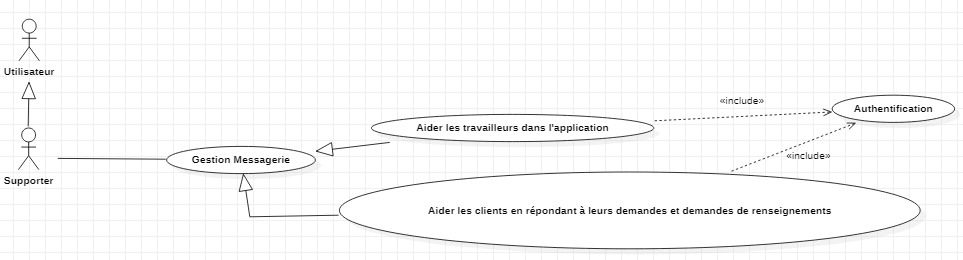 Utilisateur
Supporter
Gestion Messagerie
Aider les travailleurs dans l'application
«include»
Authentification
«include»
Aider les clients en répondant à leurs demandes et demandes de renseignements